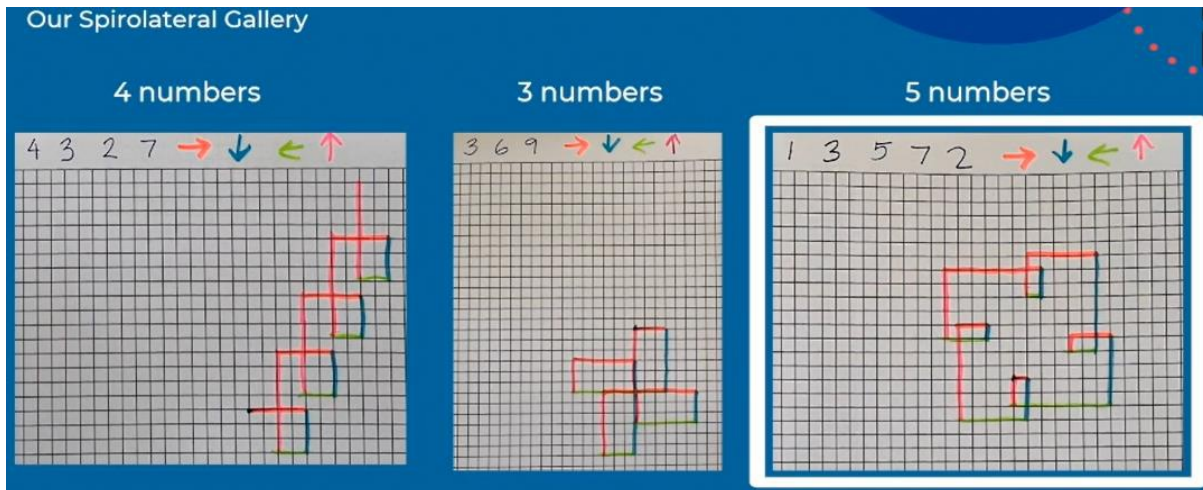 Our Spirolateral Gallery
4 numbers
3 numbers
5 numbers
4 3 2 7 → ↓ ← ↑
3 6 9 → ↓ ← ↑
1 3 5 7 2 → ↓ ← ↑